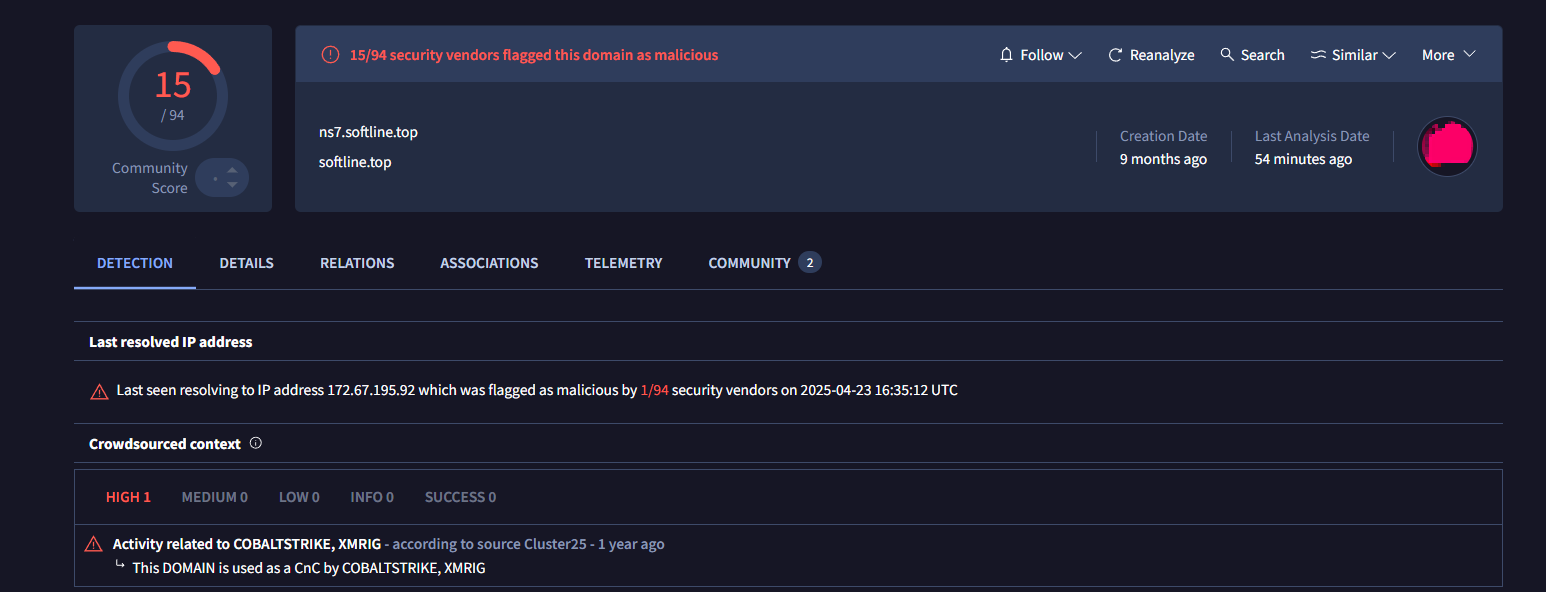 15
/ 94
Community
Score
15/94 security vendors flagged this domain as malicious
Follow
Reanalyze
Search
Similar
More
ns7.softline.top
softline.top
Creation Date
9 months ago
Last Analysis Date
54 minutes ago
DETECTION DETAILS RELATIONS ASSOCIATIONS TELEMETRY COMMUNITY 2
Last resolved IP address
Last seen resolving to IP address 172.67.195.92 which was flagged as malicious by 1/94 security vendors on 2025-04-23 16:35:12 UTC
Crowdsourced context
HIGH 1 MEDIUM 0 LOW 0 INFO 0 SUCCESS 0
Activity related to COBALTSTRIKE, XMRIG - according to source Cluster25 - 1 year ago
This DOMAIN is used as a CnC by COBALTSTRIKE, XMRIG